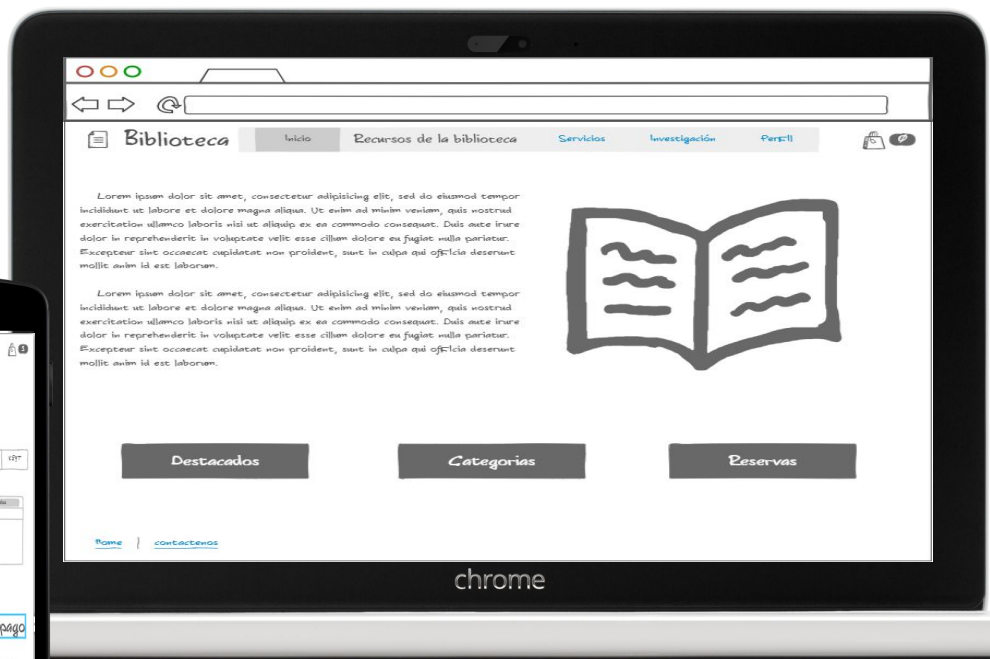 Biblioteca
Inicio
Recursos de la biblioteca
Servicios
Investigación
Perfil
0
Lorem ipsum dolor sit amet, consectetur adipisicing elit, sed do eiusmod tempor
incididunt ut labore et dolore magna aliqua. Ut enim ad minim veniam, quis nostrud
exercitation ullamco laboris nisi ut aliquip ex ea commodo consequat. Duis aute irure
dolor in reprehenderit in voluptate velit esse cillum dolore eu fugiat nulla pariatur.
Excepteur sint occaecat cupidatat non proident, sunt in culpa qui officia deserunt
mollit anim id est laborum.
Lorem ipsum dolor sit amet, consectetur adipisicing elit, sed do eiusmod tempor
incididunt ut labore et dolore magna aliqua. Ut enim ad minim veniam, quis nostrud
exercitation ullamco laboris nisi ut aliquip ex ea commodo consequat. Duis aute irure
dolor in reprehenderit in voluptate velit esse cillum dolore eu fugiat nulla pariatur.
Excepteur sint occaecat cupidatat non proident, sunt in culpa qui officia deserunt
mollit anim id est laborum.
Destacados
Categorias
Reservas
Home | contactenos
chrome
pago